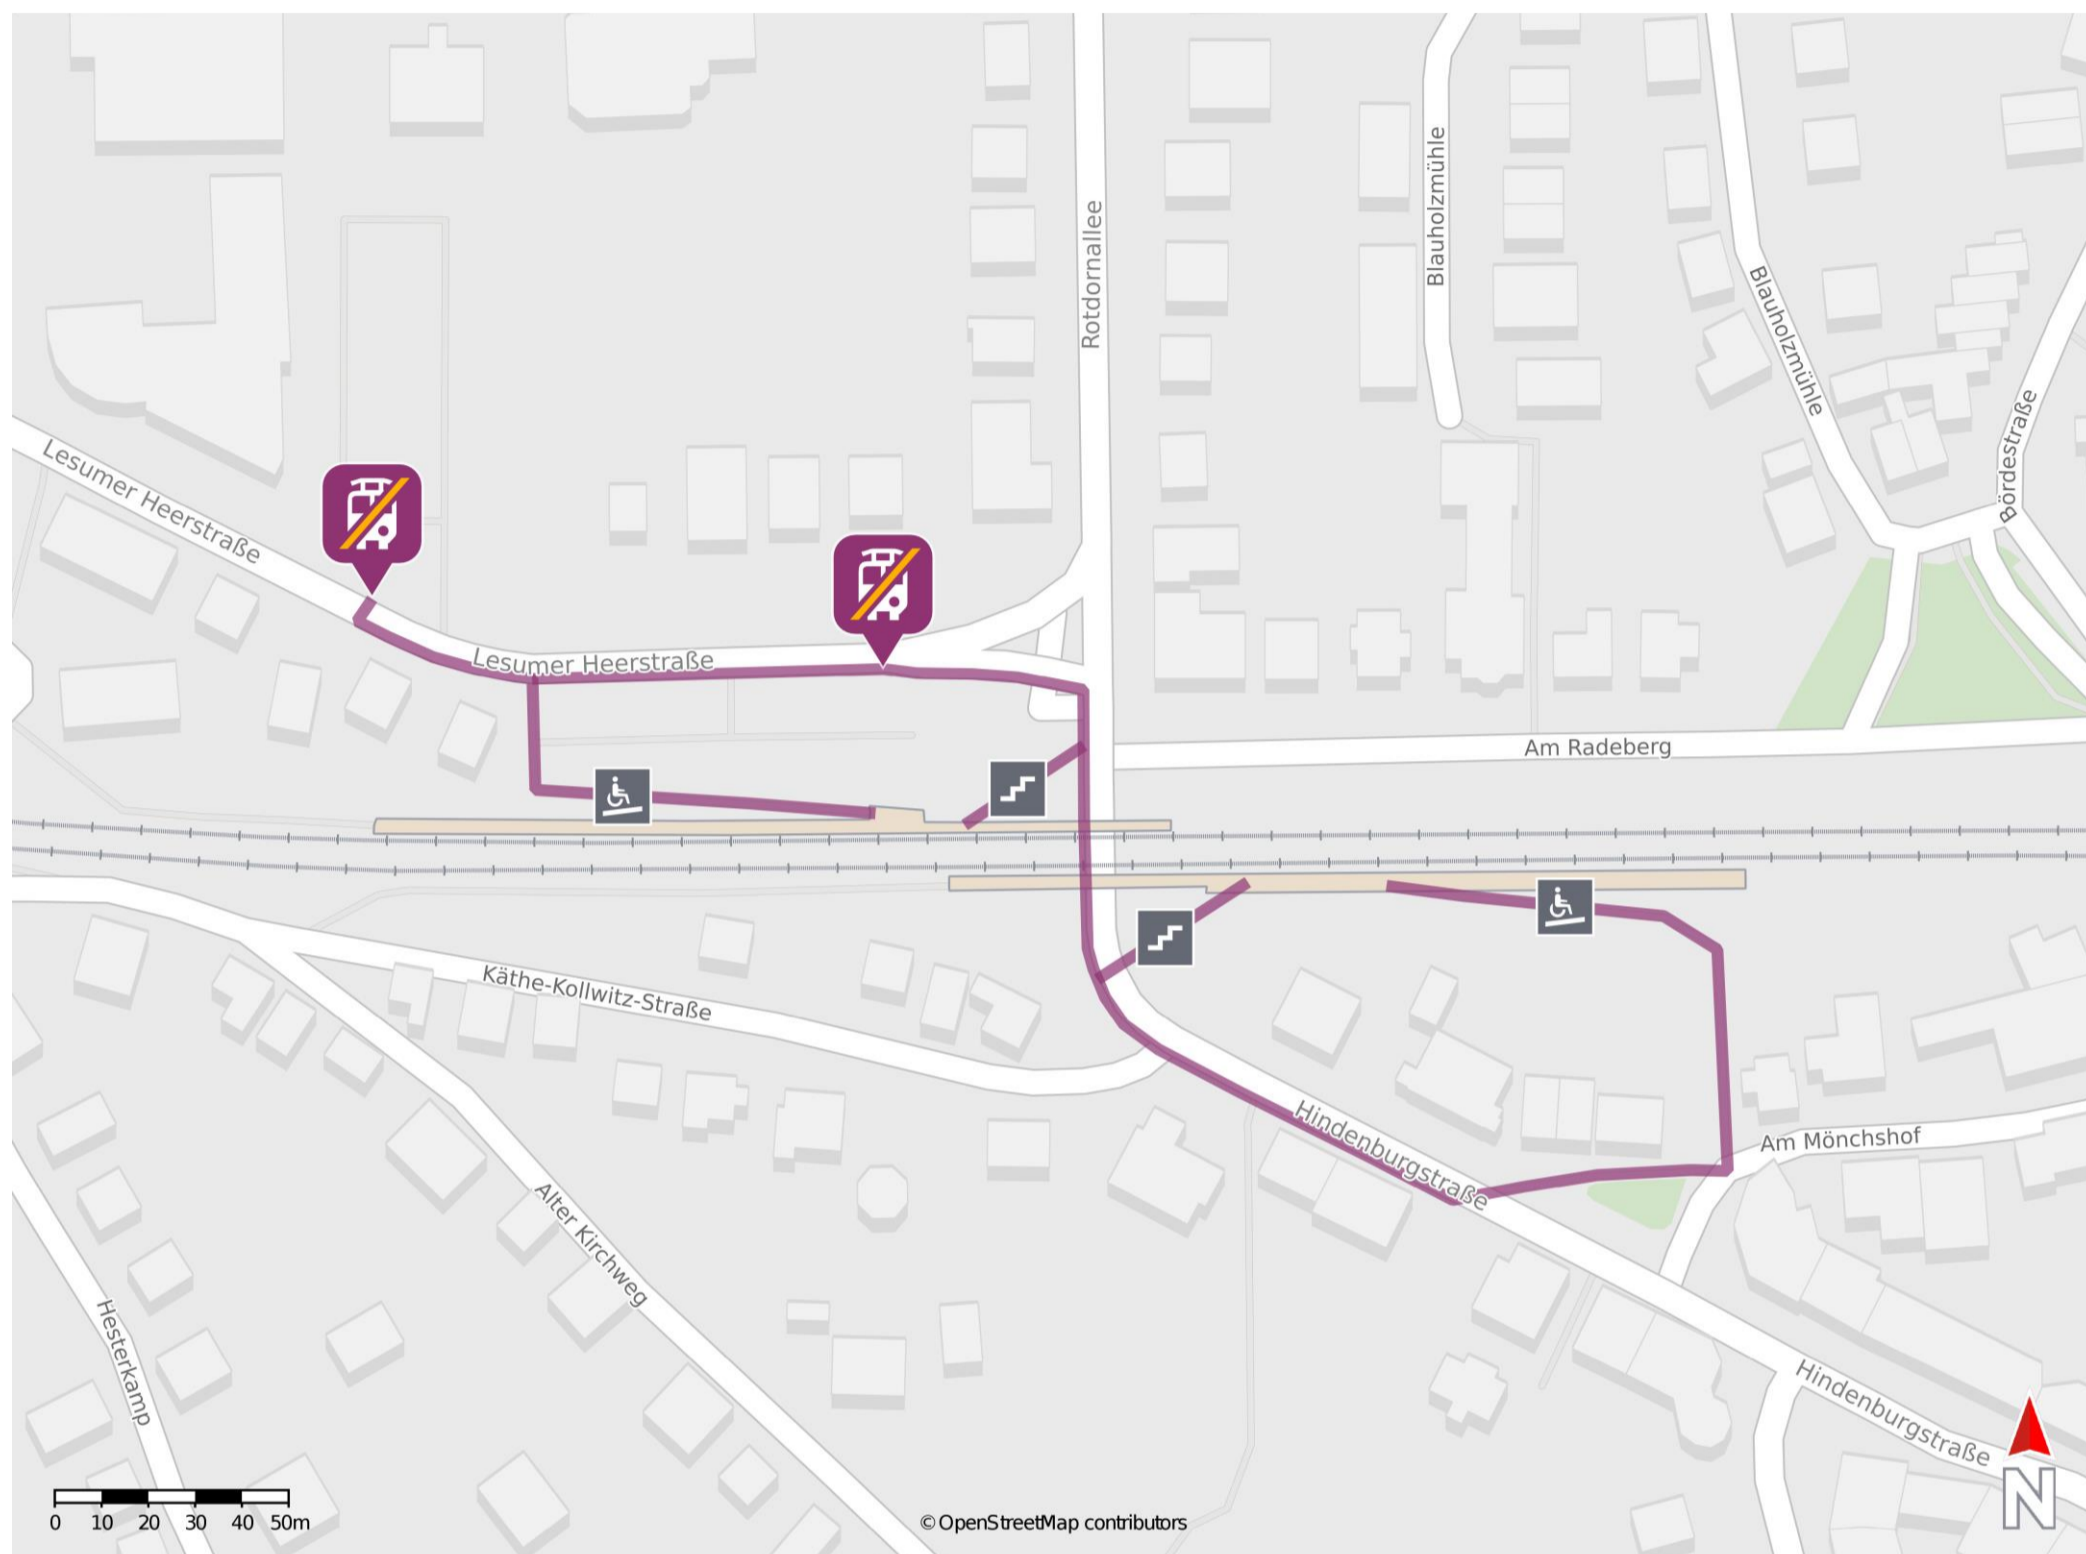 Blauholzmühle
Rotdornallee
Blauholzmühle
Bördestraße
Lesumer Heerstraße
Lesumer Heerstraße
Am Radeberg
Käthe-Kollwitz-Straße
Hindenburgstraße
Am Mönchshof
Alter Kirchweg
Hesterkamp
Hindenburgstraße
0 10 20 30 40 50m
© OpenStreetMap contributors
N